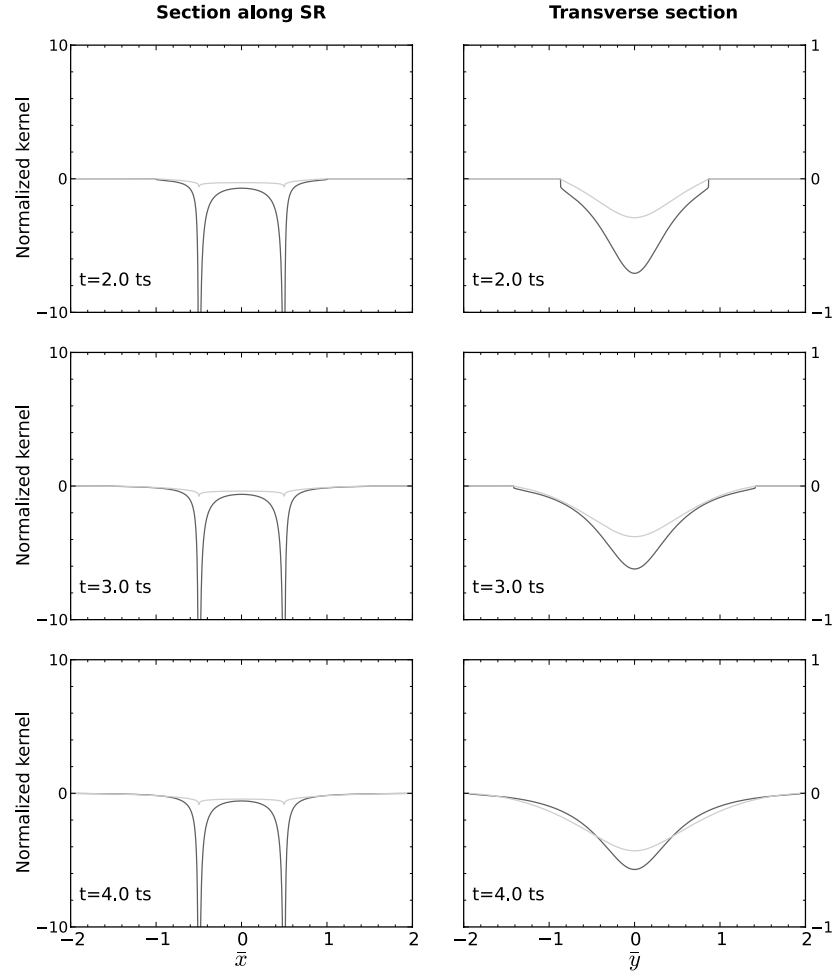 Section along SR
Transverse section
10
0
−10
Normalized kernel
t=2.0 ts
1
0
−1
t=2.0 ts
10
0
−10
Normalized kernel
t=3.0 ts
1
0
−1
t=3.0 ts
10
0
−10
Normalized kernel
t=4.0 ts
−2 −1 0 1 2
x̄
1
0
−1
t=4.0 ts
−2 −1 0 1 2
ȳ